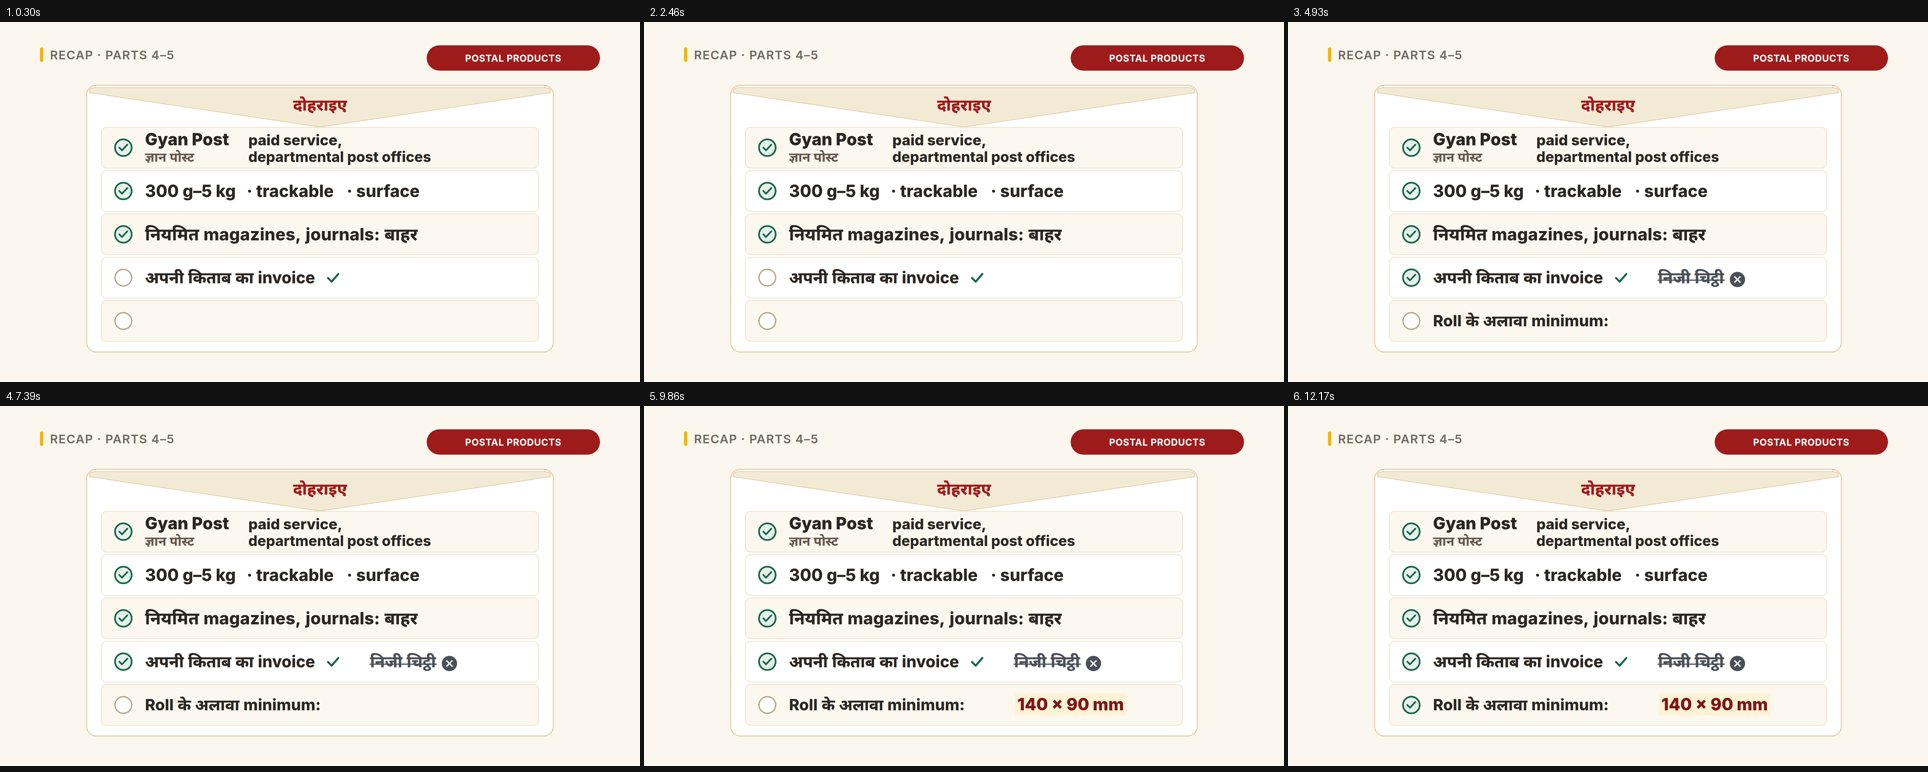 1. 0.30s
RECAP · PARTS 4–5
POSTAL PRODUCTS
दोहराइए
Gyan Post
ज्ञान पोस्ट
paid service,
departmental post offices
300 g–5 kg · trackable · surface
नियमित magazines, journals: बाहर
अपनी किताब का invoice ✓
2. 2.46s
RECAP · PARTS 4–5
POSTAL PRODUCTS
दोहराइए
Gyan Post
ज्ञान पोस्ट
paid service,
departmental post offices
300 g–5 kg · trackable · surface
नियमित magazines, journals: बाहर
अपनी किताब का invoice ✓
3. 4.93s
RECAP · PARTS 4–5
POSTAL PRODUCTS
दोहराइए
Gyan Post
ज्ञान पोस्ट
paid service,
departmental post offices
300 g–5 kg · trackable · surface
नियमित magazines, journals: बाहर
अपनी किताब का invoice ✓ निजी चिट्ठी
Roll के अलावा minimum:
4. 7.39s
RECAP · PARTS 4–5
POSTAL PRODUCTS
दोहराइए
Gyan Post
ज्ञान पोस्ट
paid service,
departmental post offices
300 g–5 kg · trackable · surface
नियमित magazines, journals: बाहर
अपनी किताब का invoice ✓ निजी चिट्ठी
Roll के अलावा minimum:
5. 9.86s
RECAP · PARTS 4–5
POSTAL PRODUCTS
दोहराइए
Gyan Post
ज्ञान पोस्ट
paid service,
departmental post offices
300 g–5 kg · trackable · surface
नियमित magazines, journals: बाहर
अपनी किताब का invoice ✓ निजी चिट्ठी
Roll के अलावा minimum: 140 × 90 mm
6. 12.17s
RECAP · PARTS 4–5
POSTAL PRODUCTS
दोहराइए
Gyan Post
ज्ञान पोस्ट
paid service,
departmental post offices
300 g–5 kg · trackable · surface
नियमित magazines, journals: बाहर
अपनी किताब का invoice ✓ निजी चिट्ठी
Roll के अलावा minimum: 140 × 90 mm